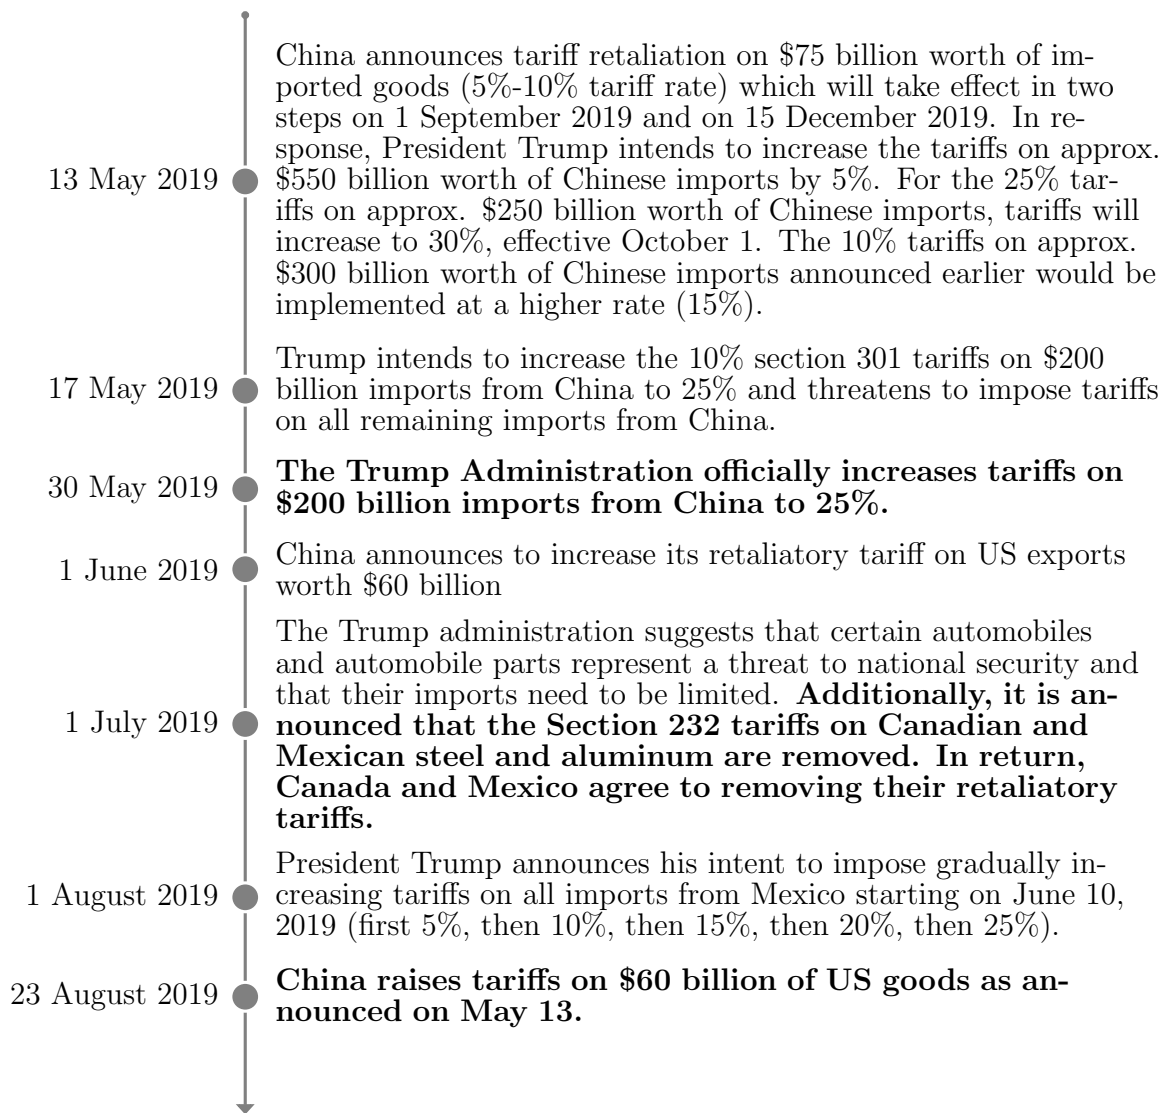 China announces tariff retaliation on $75 billion worth of im-
ported goods (5%-10% tariff rate) which will take effect in two
steps on 1 September 2019 and on 15 December 2019. In re-
sponse, President Trump intends to increase the tariffs on approx.
13 May 2019 $550 billion worth of Chinese imports by 5%. For the 25% tar-
iffs on approx. $250 billion worth of Chinese imports, tariffs will
increase to 30%, effective October 1. The 10% tariffs on approx.
$300 billion worth of Chinese imports announced earlier would be
implemented at a higher rate (15%).
Trump intends to increase the 10% section 301 tariffs on $200
17 May 2019 billion imports from China to 25% and threatens to impose tariffs
on all remaining imports from China.
30 May 2019 The Trump Administration officially increases tariffs on
$200 billion imports from China to 25%.
1 June 2019 China announces to increase its retaliatory tariff on US exports
worth $60 billion
The Trump administration suggests that certain automobiles
and automobile parts represent a threat to national security and
that their imports need to be limited. Additionally, it is an-
1 July 2019 nounced that the Section 232 tariffs on Canadian and
Mexican steel and aluminum are removed. In return,
Canada and Mexico agree to removing their retaliatory
tariffs.
President Trump announces his intent to impose gradually in-
1 August 2019 creasing tariffs on all imports from Mexico starting on June 10,
2019 (first 5%, then 10%, then 15%, then 20%, then 25%).
23 August 2019 China raises tariffs on $60 billion of US goods as an-
nounced on May 13.